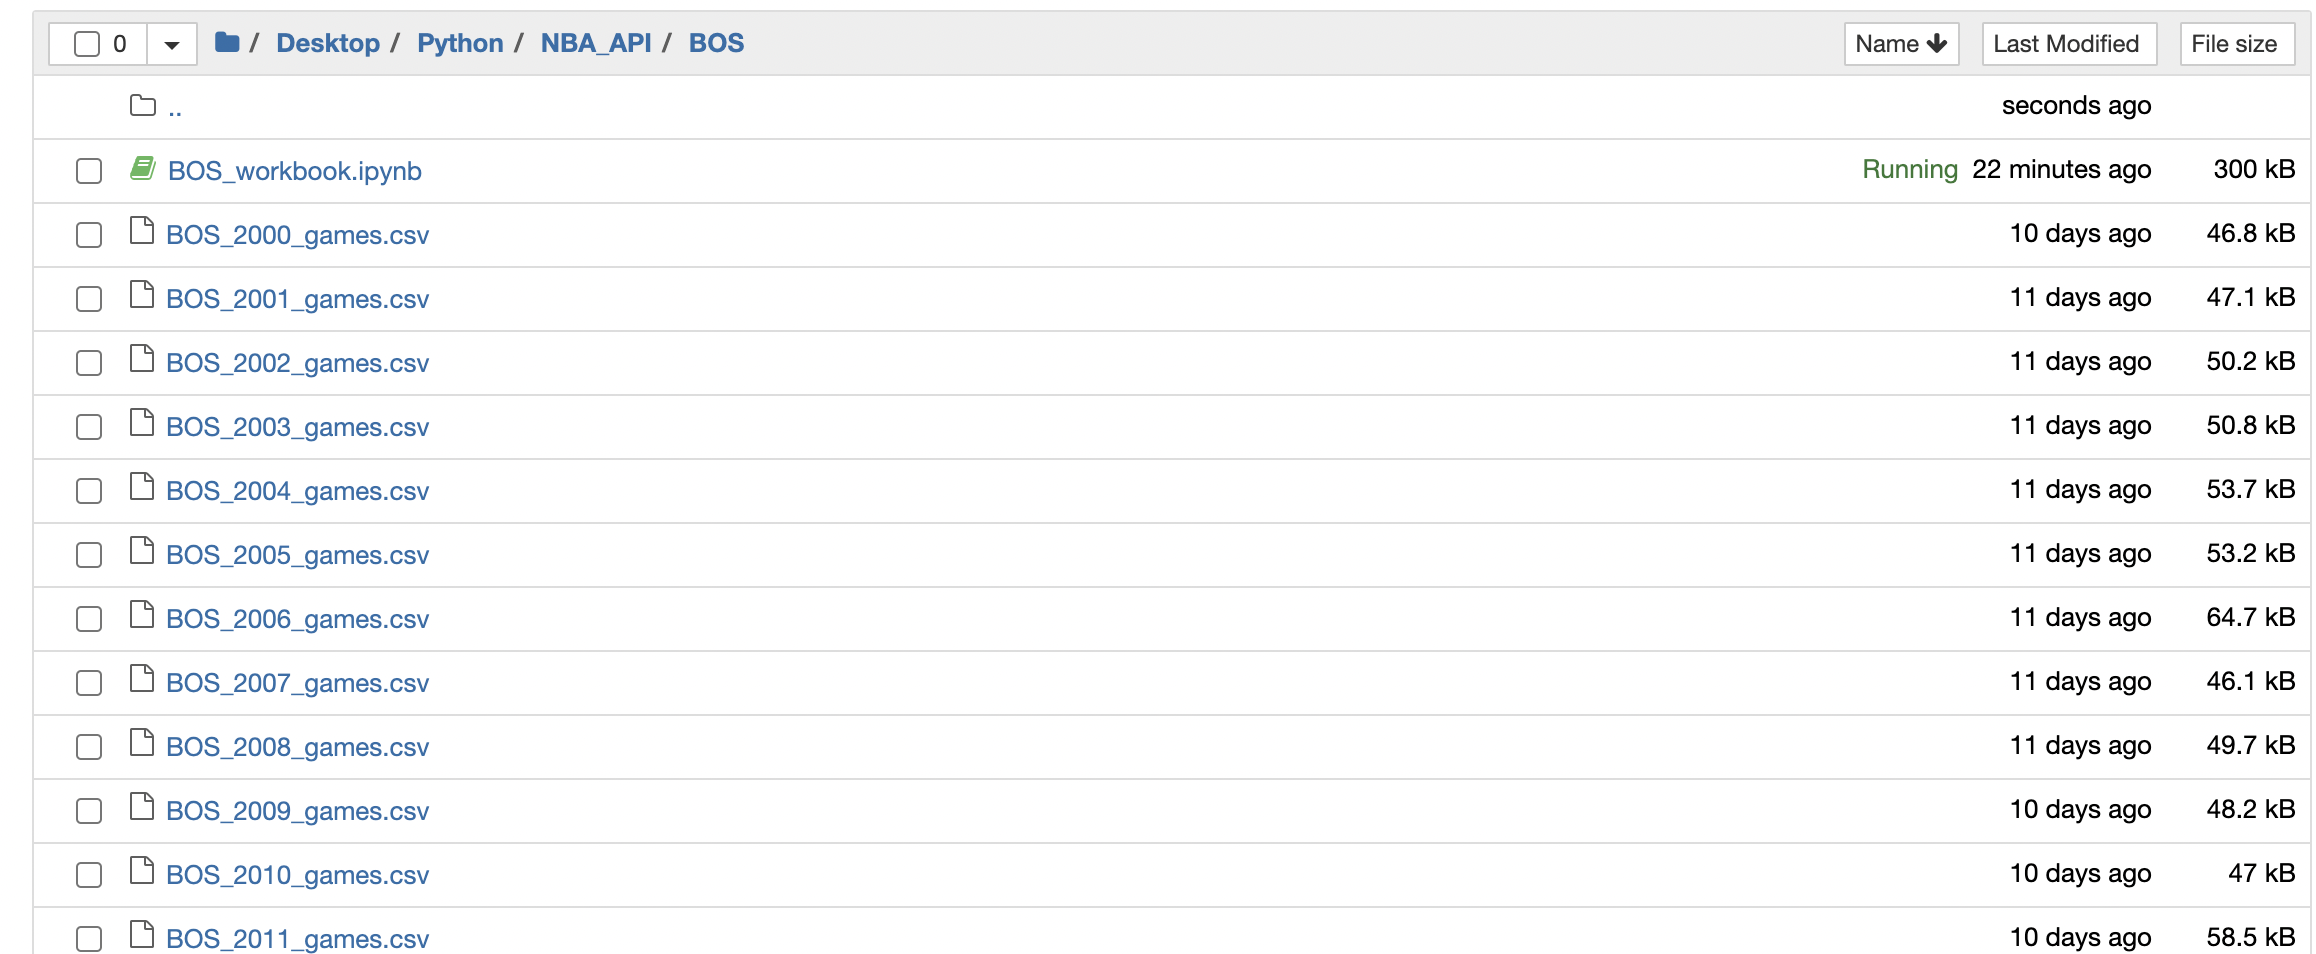 0 / Desktop / Python / NBA_API / BOS Name Last Modified File size
.. seconds ago
BOS_workbook.ipynb Running 22 minutes ago 300 kB
BOS_2000_games.csv 10 days ago 46.8 kB
BOS_2001_games.csv 11 days ago 47.1 kB
BOS_2002_games.csv 11 days ago 50.2 kB
BOS_2003_games.csv 11 days ago 50.8 kB
BOS_2004_games.csv 11 days ago 53.7 kB
BOS_2005_games.csv 11 days ago 53.2 kB
BOS_2006_games.csv 11 days ago 64.7 kB
BOS_2007_games.csv 11 days ago 46.1 kB
BOS_2008_games.csv 11 days ago 49.7 kB
BOS_2009_games.csv 10 days ago 48.2 kB
BOS_2010_games.csv 10 days ago 47 kB
BOS_2011_games.csv 10 days ago 58.5 kB